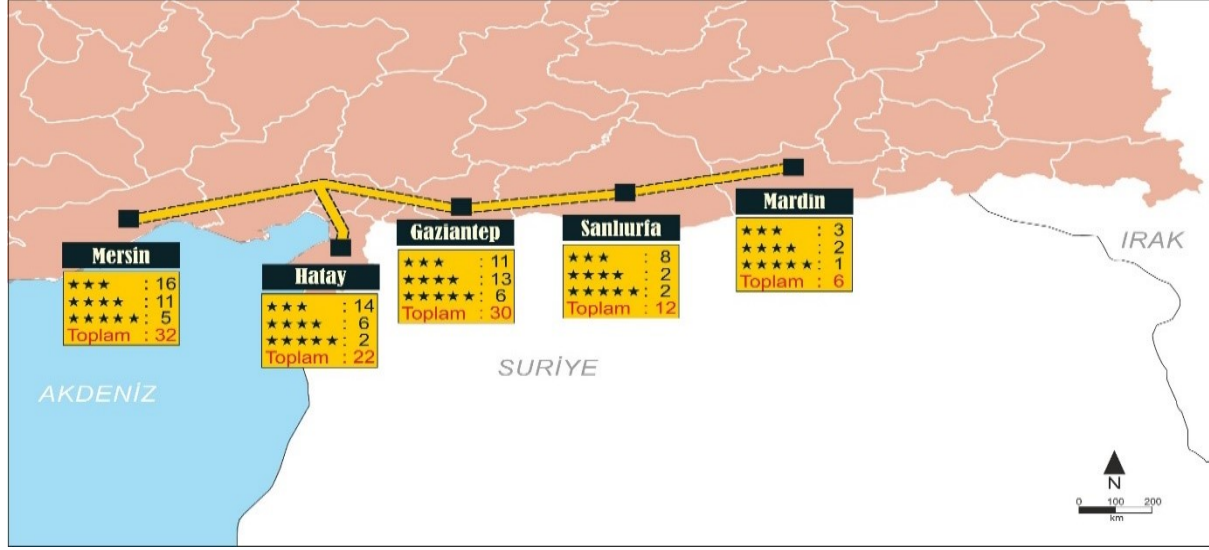 Mersin
★★★ : 16
★★★★ : 11
★★★★★ : 5
Toplam : 32
Hatay
★★★ : 14
★★★★ : 6
★★★★★ : 2
Toplam : 22
Gaziantep
★★★ : 11
★★★★ : 13
★★★★★ : 6
Toplam : 30
Sanlıurfa
★★★ : 8
★★★★ : 2
★★★★★ : 2
Toplam : 12
Mardin
★★★ : 3
★★★★ : 2
★★★★★ : 1
Toplam : 6
IRAK
SURİYE
AKDENİZ
N
0 100 200
km